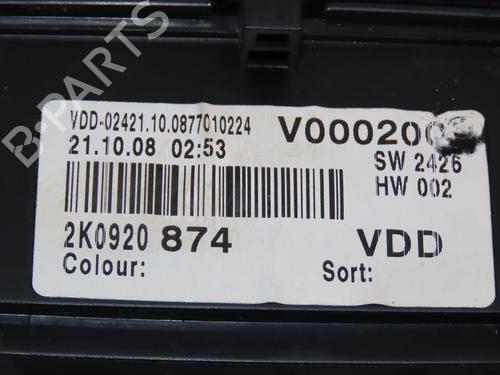 B-PARTS
VDD-02421.10.0877010224
V00020
21.10.08 02:53
SW 2426
HW 002
2K0920 874
VDD
Colour:
Sort: